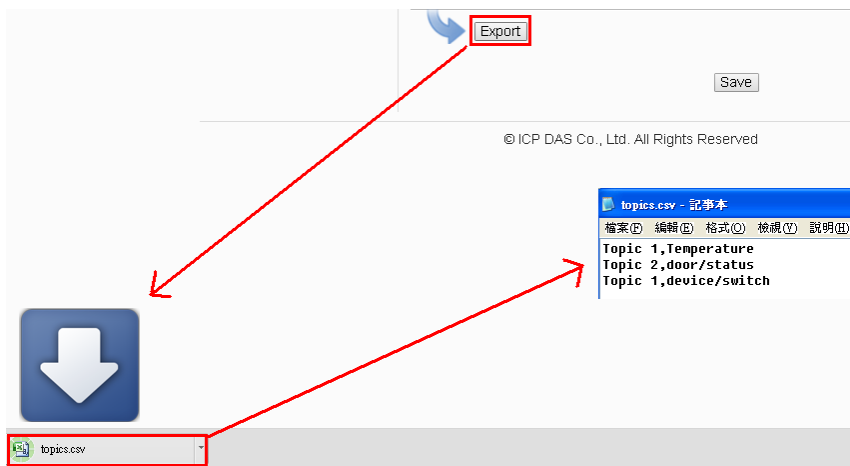 Export
Save
© ICP DAS Co., Ltd. All Rights Reserved
topics.csv - 記事本
檔案(F) 編輯(E) 格式(O) 檢視(V) 說明(H)
Topic 1,Temperature
Topic 2,door/status
Topic 1,device/switch
topics.csv